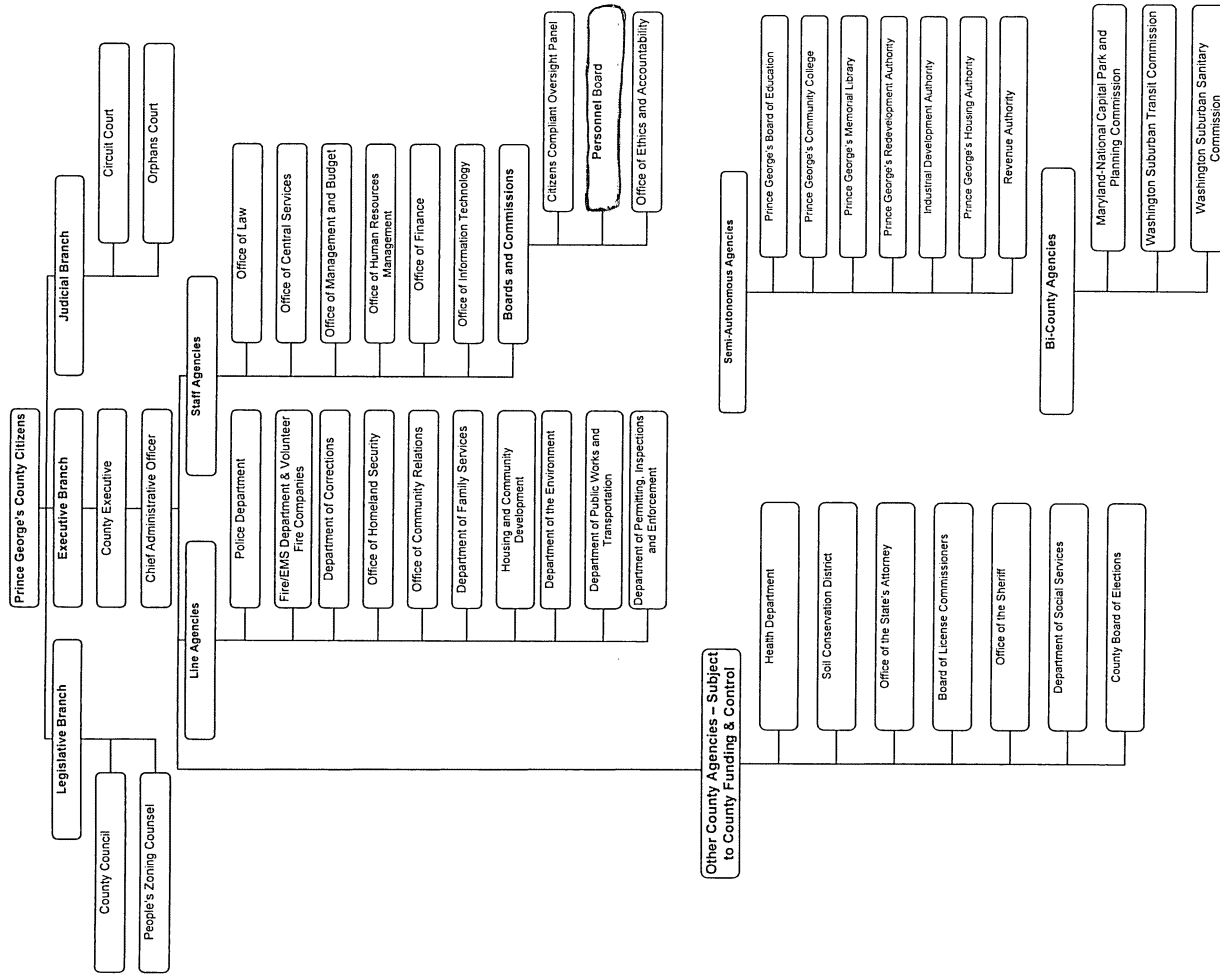 Prince George's County Citizens
Legislative Branch
Executive Branch
Judicial Branch
County Council
People's Zoning Counsel
County Executive
Chief Administrative Officer
Circuit Court
Orphans Court
Line Agencies
Police Department
Fire/EMS Department & Volunteer
Fire Companies
Department of Corrections
Office of Homeland Security
Office of Community Relations
Department of Family Services
Housing and Community
Development
Department of the Environment
Department of Public Works and
Transportation
Department of Permitting, Inspections
and Enforcement
Staff Agencies
Office of Law
Office of Central Services
Office of Management and Budget
Office of Human Resources
Management
Office of Finance
Office of Information Technology
Boards and Commissions
Citizens Compliant Oversight Panel
Personnel Board
Office of Ethics and Accountability
Other County Agencies – Subject
to County Funding & Control
Health Department
Soil Conservation District
Office of the State's Attorney
Board of License Commissioners
Office of the Sheriff
Department of Social Services
County Board of Elections
Semi-Autonomous Agencies
Prince George's Board of Education
Prince George's Community College
Prince George's Memorial Library
Prince George's Redevelopment Authority
Industrial Development Authority
Prince George's Housing Authority
Revenue Authority
Bi-County Agencies
Maryland-National Capital Park and
Planning Commission
Washington Suburban Transit Commission
Washington Suburban Sanitary
Commission